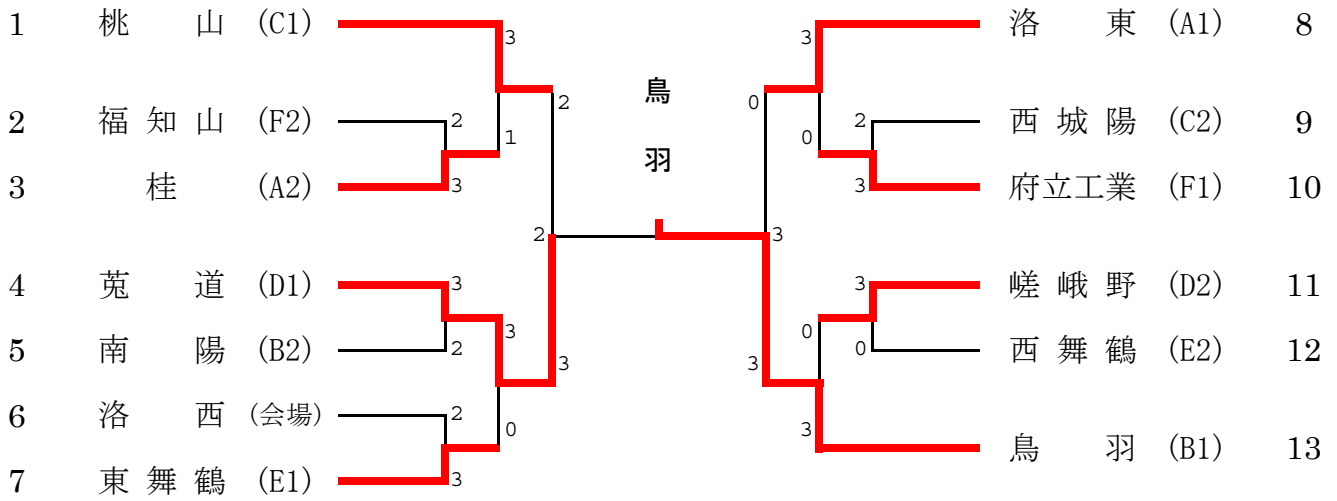 1 桃 山 (C1) 3 3 洛 東 (A1) 8
鳥
2 0
2 福 知 山 (F2) 2 1 0 2 西 城 陽 (C2) 9
羽
3 桂 (A2) 3 3 府立工業 (F1) 10
2 3
4 莵 道 (D1) 3 3 嵯 峨 野 (D2) 11
3 0
5 南 陽 (B2) 2 3 3 0 西 舞 鶴 (E2) 12
6 洛 西 (会場) 2 0 3
鳥 羽 (B1) 13
7 東 舞 鶴 (E1) 3